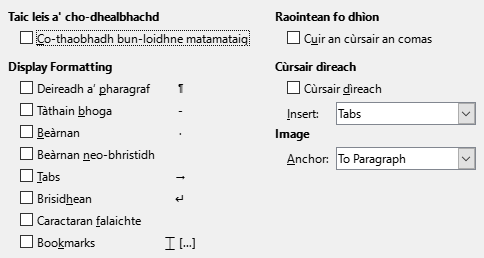 Taic leis a' cho-dhealbhachd
Co-thaobhadh bun-loidhne matamataig
Display Formatting
Deireadh a’ pharagraf ¶
Tàthain bhoga -
Beàrnan ·
Beàrnan neo-bhristidh
Tabs →
Brisidhean ↵
Caractaran falaichte
Bookmarks [...]
Raointean fo dhìon
Cuir an cùrsair an comas
Cùrsair dìreach
Cùrsair dìreach
Insert: Tabs
Image
Anchor: To Paragraph